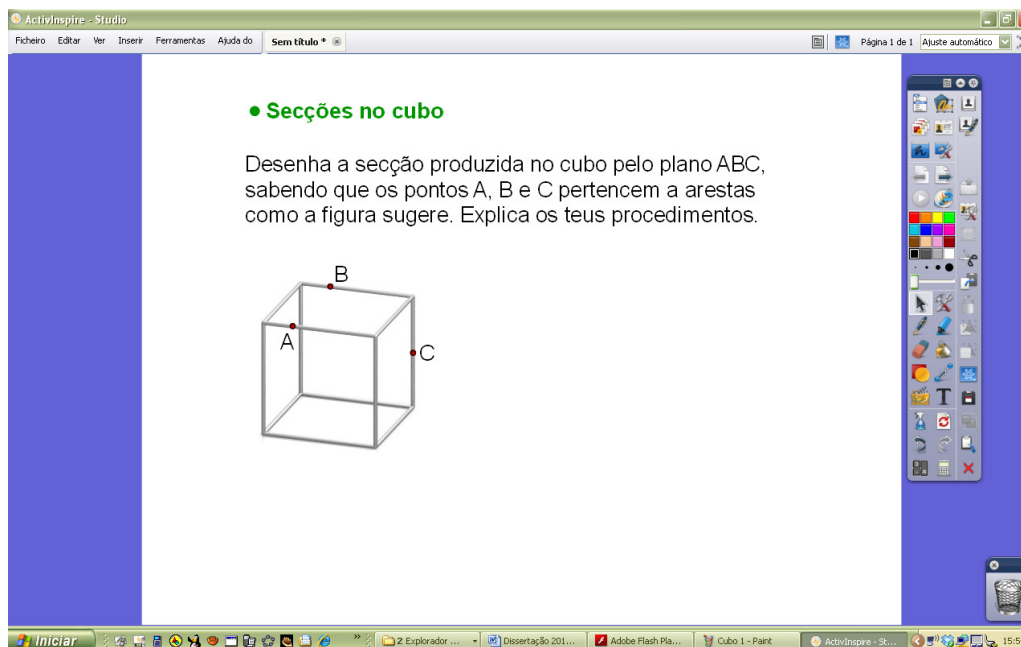 ActivInspire - Studio
Ficheiro Editar Ver Inserir Ferramentas Ajuda do Sem título * Página 1 de 1 Ajuste automático
• Secções no cubo
Desenha a secção produzida no cubo pelo plano ABC,
sabendo que os pontos A, B e C pertencem a arestas
como a figura sugere. Explica os teus procedimentos.
B
A
C
Iniciar 2 Explorador ... Dissertação 201... Adobe Flash Pla... Cubo 1 - Paint ActivInspire - St...